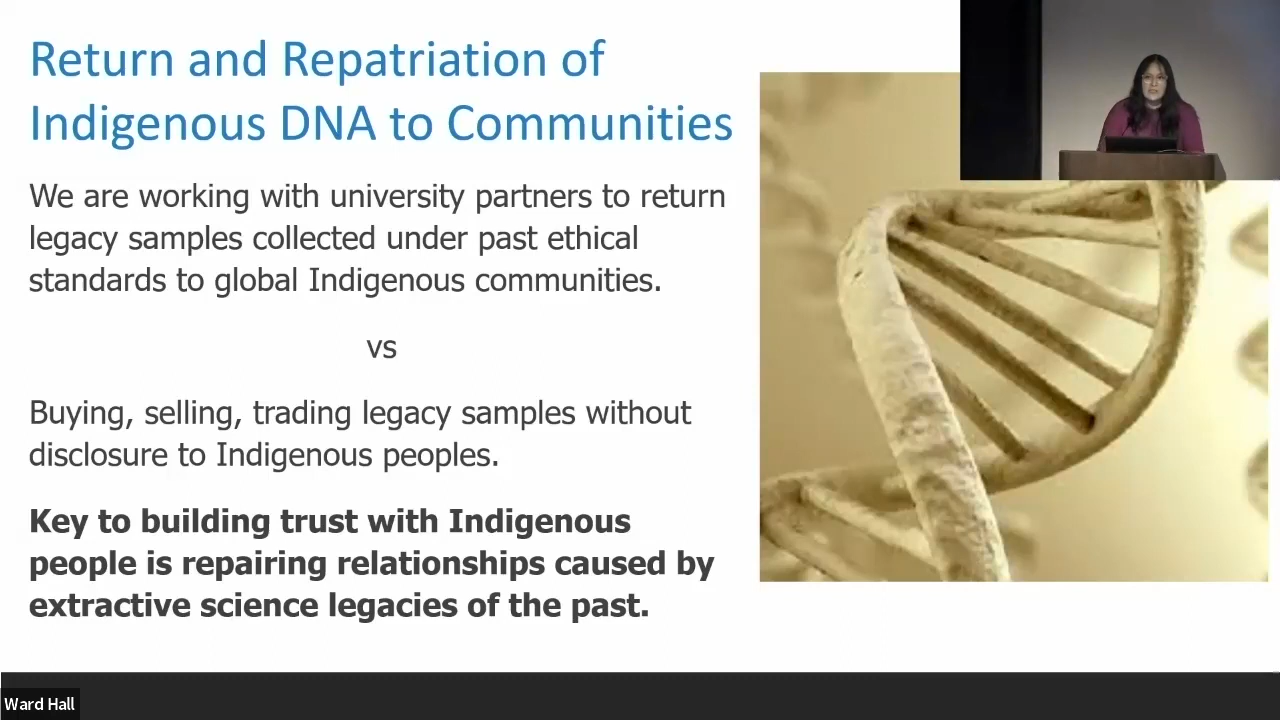 Return and Repatriation of
Indigenous DNA to Communities
We are working with university partners to return
legacy samples collected under past ethical
standards to global Indigenous communities.
vs
Buying, selling, trading legacy samples without
disclosure to Indigenous peoples.
Key to building trust with Indigenous
people is repairing relationships caused by
extractive science legacies of the past.
Ward Hall